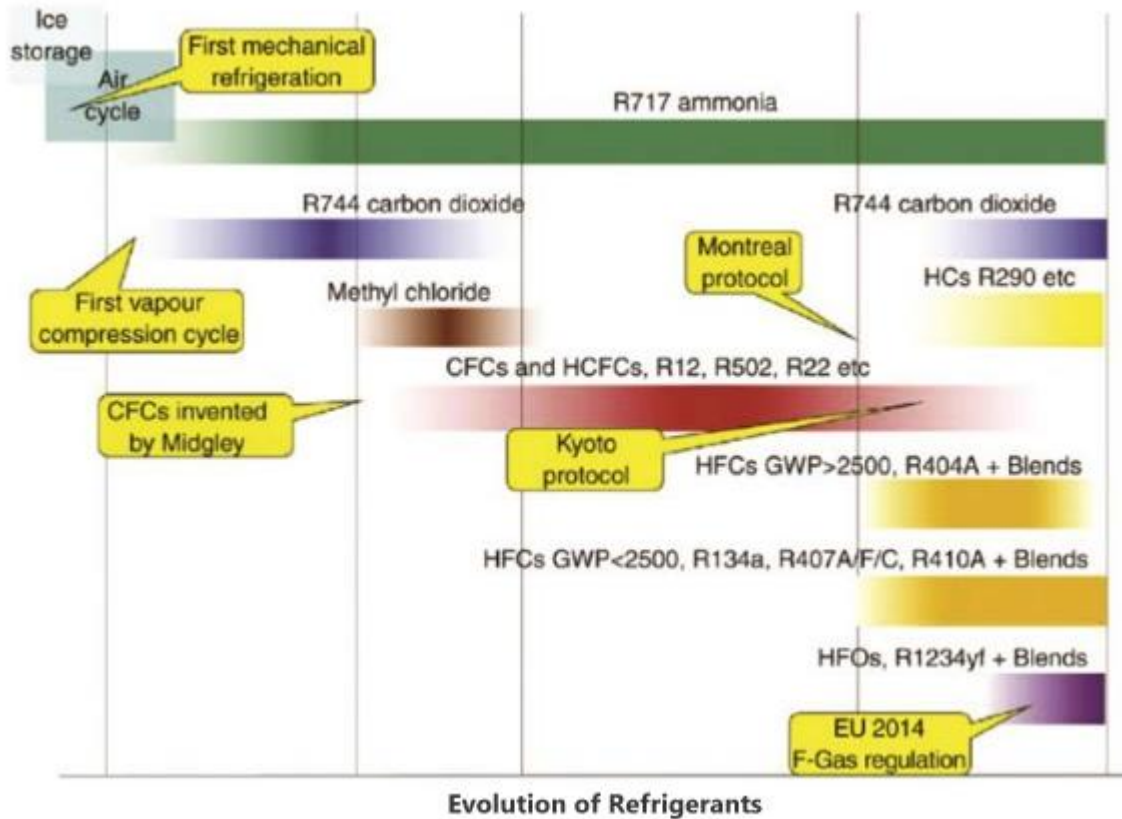 Ice
storage
First mechanical
refrigeration
Air
cycle
R717 ammonia
R744 carbon dioxide
R744 carbon dioxide
Montreal
protocol
First vapour
compression cycle
Methyl chloride
HCs R290 etc
CFCs and HCFCs, R12, R502, R22 etc
CFCs invented
by Midgley
Kyoto
protocol
HFCs GWP>2500, R404A + Blends
HFCs GWP<2500, R134a, R407A/F/C, R410A + Blends
HFOs, R1234yf + Blends
EU 2014
F-Gas regulation
Evolution of Refrigerants